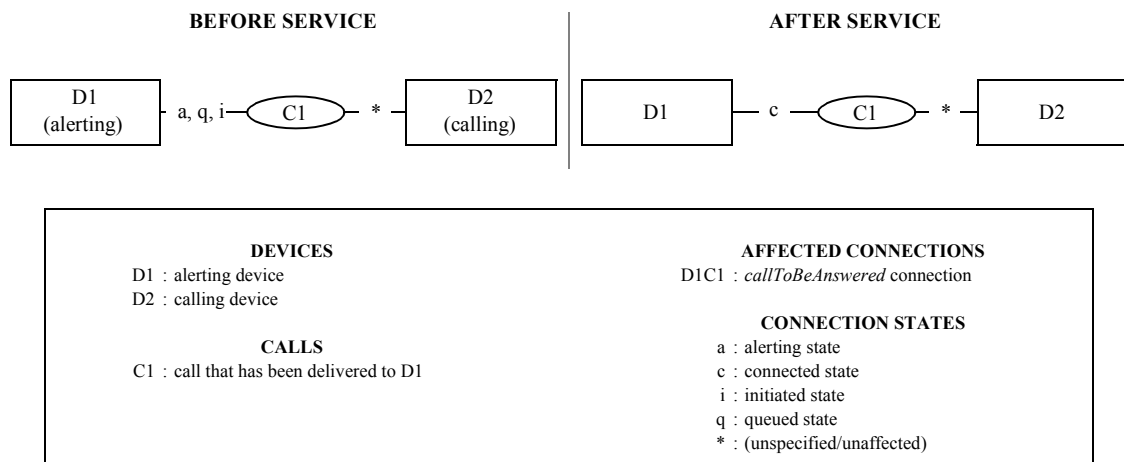 BEFORE SERVICE
AFTER SERVICE
D1
(alerting)
a, q, i
C1
*
D2
(calling)
D1
c
C1
*
D2
DEVICES
D1 : alerting device
D2 : calling device
CALLS
C1 : call that has been delivered to D1
AFFECTED CONNECTIONS
D1C1 : callToBeAnswered connection
CONNECTION STATES
a : alerting state
c : connected state
i : initiated state
q : queued state
* : (unspecified/unaffected)